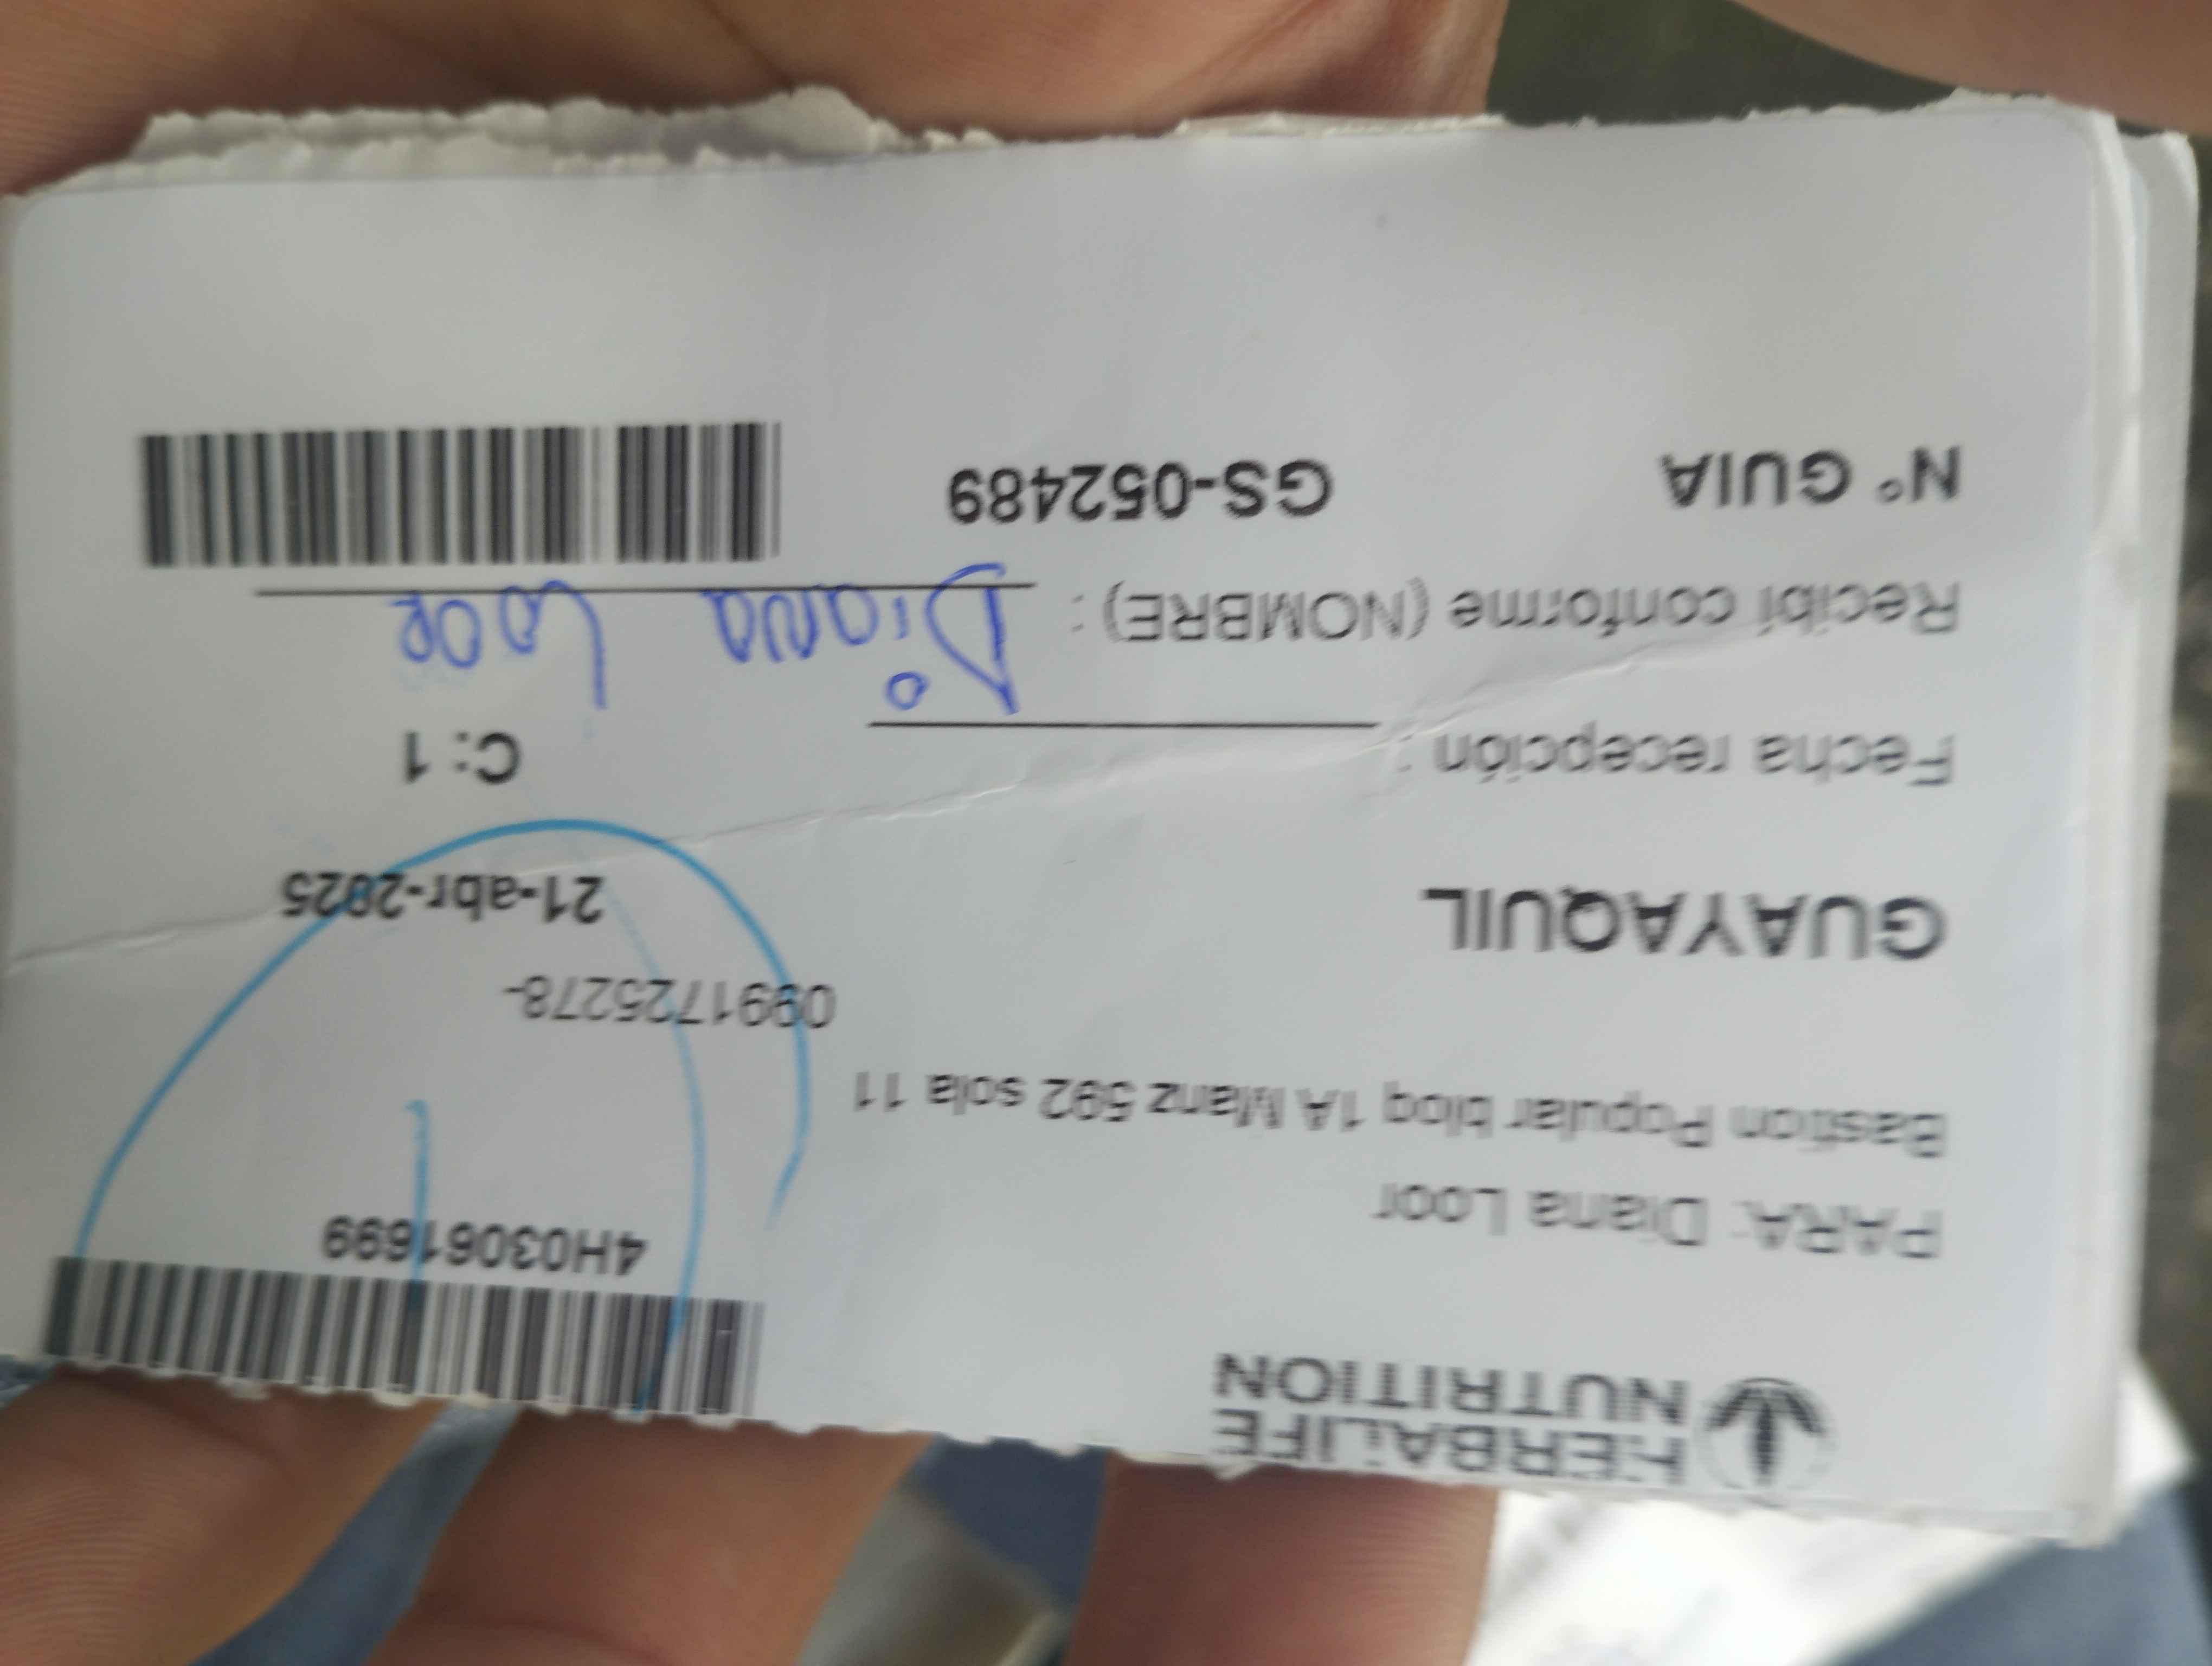 HERBALIFE
NUTRITION
4H03061699
PARA: Diana Loor
Bastion Popular bloq 1A Manz 592 sola 11
0991725278-
GUAYAQUIL
21-abr-2025
Fecha recepción :
C: 1
Recibí conforme (NOMBRE) : Diana Loor
N° GUIA GS-052489